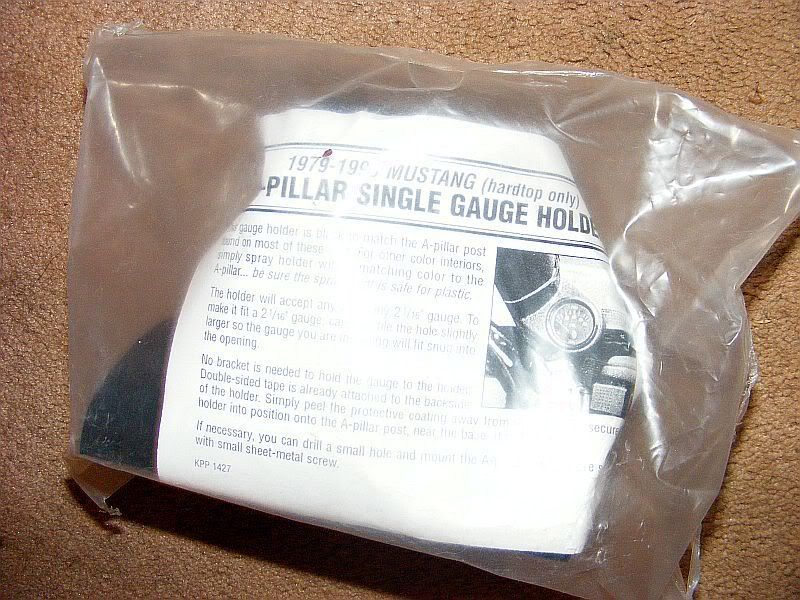 MUSTANG (hardtop only)
-PILLAR SINGLE GAUGE HOLDE
gauge holder is to match the A-pillar post
on most of these For other color interiors,
simply spray holder matching color to the
A-pillar... be sure the is safe for plastic.
The holder will accept any 2 1/16" gauge. To
make it fit a 2 1/16" gauge, the hole slightly
larger so the gauge you are will fit snug into
the opening.
No bracket is needed to hold the gauge to the holder.
Double-sided tape is already attached to the backside
of the holder. Simply peel the protective coating away from secure
holder into position onto the A-pillar post, near the base.
If necessary, you can drill a small hole and mount the
with small sheet-metal screw.
KPP 1427